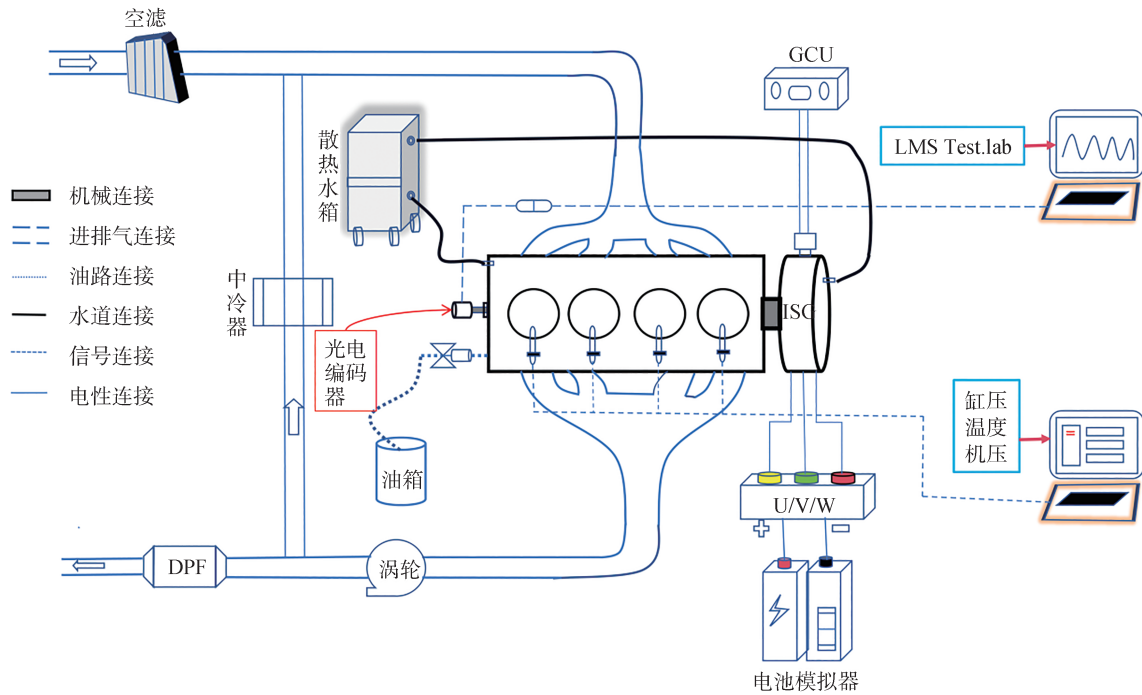 空滤
GCU
LMS Test.lab
散热水箱
机械连接
进排气连接
油路连接
水道连接
信号连接
电性连接
中冷器
ISG
光电
编码
器
油箱
缸压
温度
机压
U/V/W
DPF
涡轮
电池模拟器